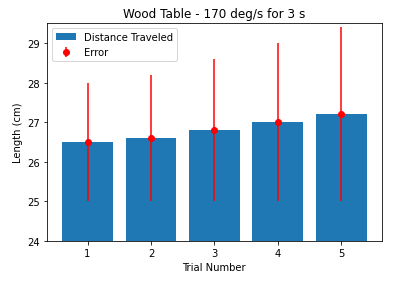 Wood Table - 170 deg/s for 3 s
Distance Traveled
Error
29
28
27
26
25
24
Length (cm)
1 2 3 4 5
Trial Number